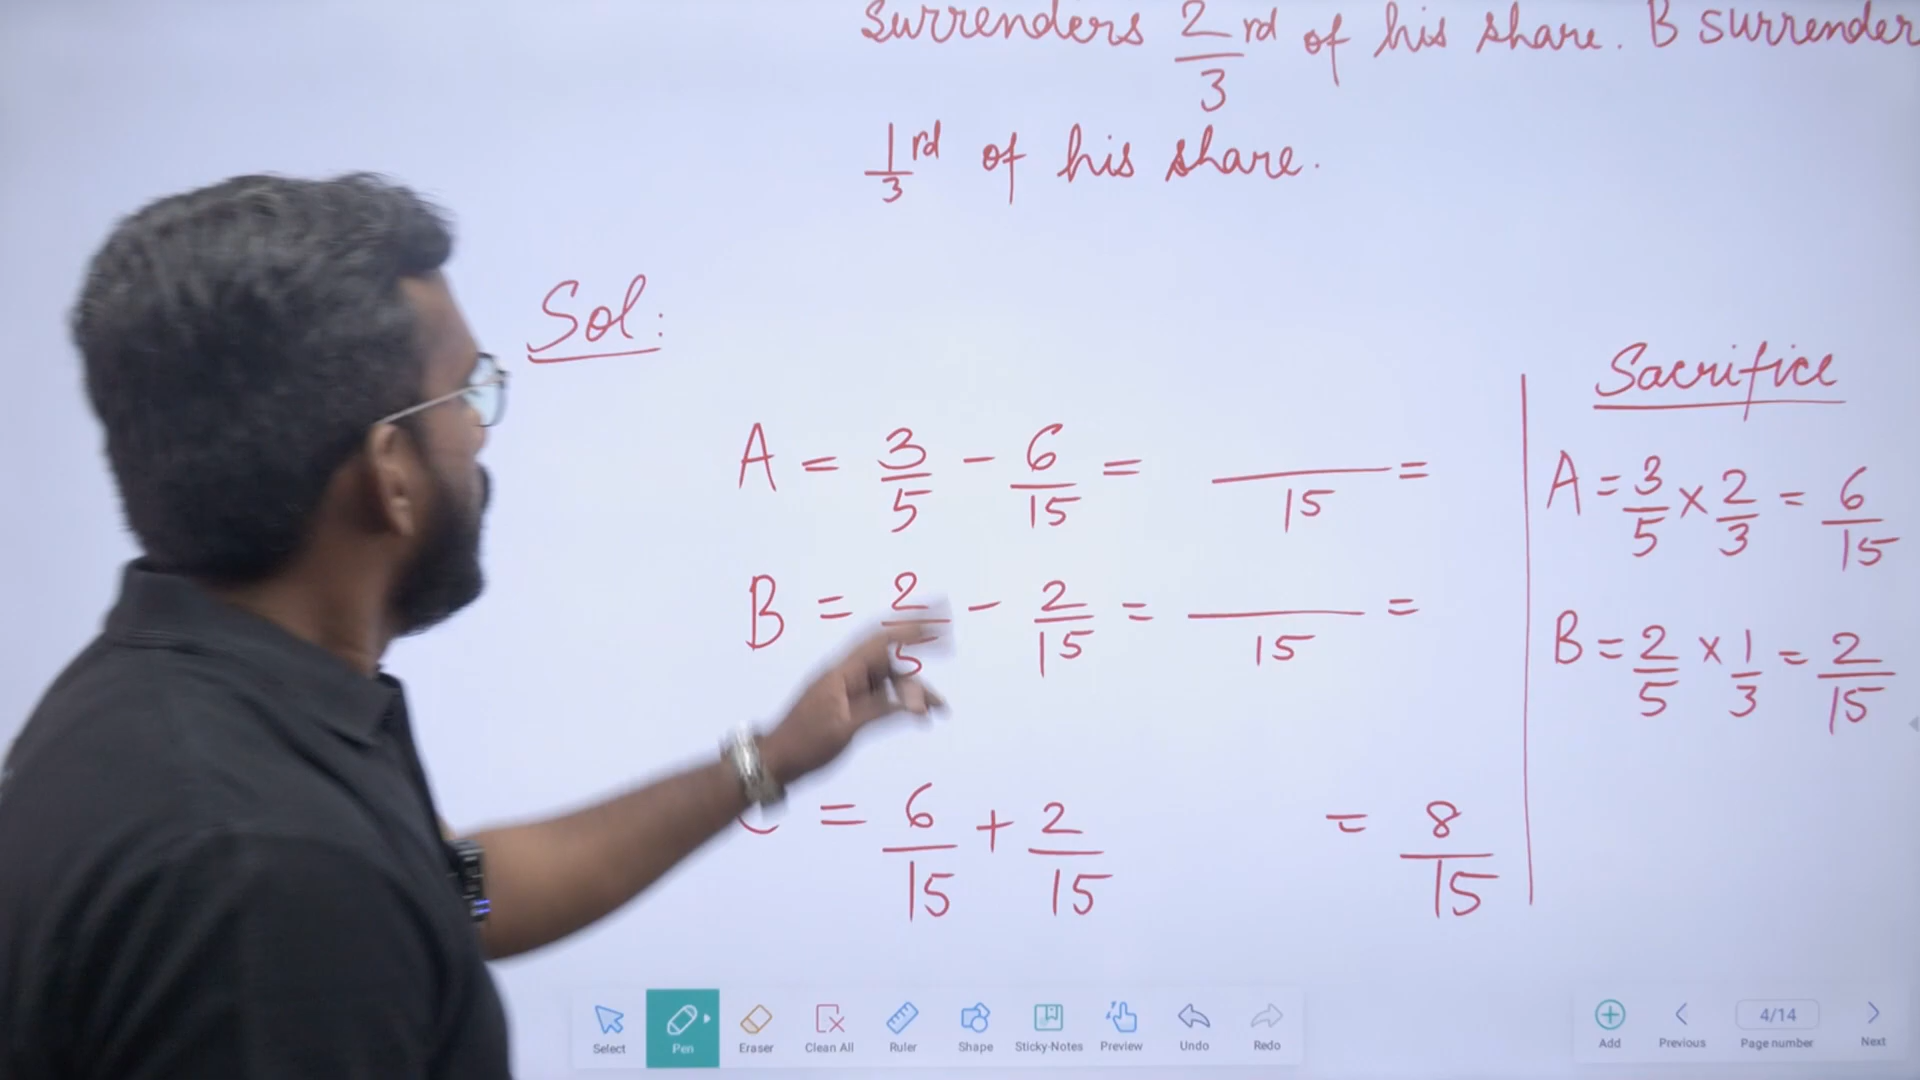 Surrenders 2/3 rd of his share. B surrender
1/3 rd of his share.
Sol:
Sacrifice
A = 3/5 - 6/15 = /15 =
A = 3/5 x 2/3 = 6/15
B = 2/5 - 2/15 = /15 =
B = 2/5 x 1/3 = 2/15
= 6/15 + 2/15 = 8/15
Select Pen Eraser Clean All Ruler Shape Sticky-Notes Preview Undo Redo
Add Previous 4/14 Page number Next